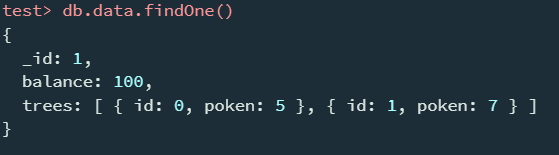 test> db.data.findOne()
{
  _id: 1,
  balance: 100,
  trees: [ { id: 0, poken: 5 }, { id: 1, poken: 7 } ]
}